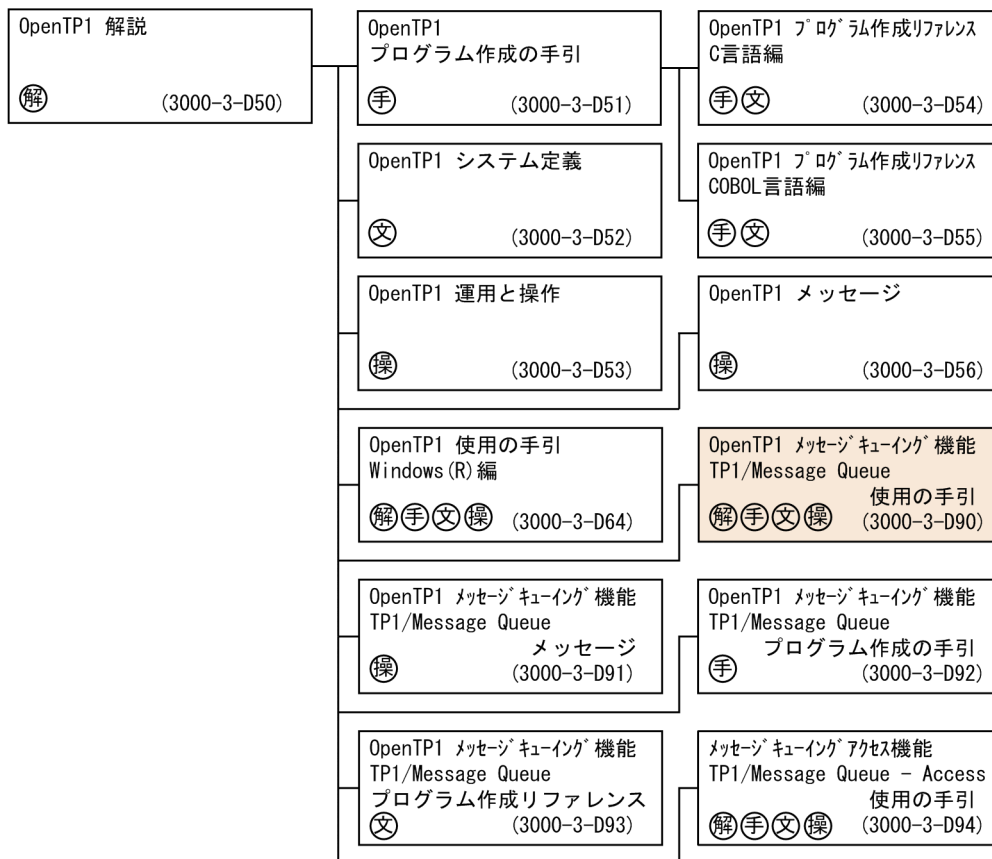 OpenTP1 解説
解 (3000-3-D50)
OpenTP1
プログラム作成の手引
手 (3000-3-D51)
OpenTP1 プログラム作成リファレンス
C言語編
手文 (3000-3-D54)
OpenTP1 システム定義
文 (3000-3-D52)
OpenTP1 プログラム作成リファレンス
COBOL言語編
手文 (3000-3-D55)
OpenTP1 運用と操作
操 (3000-3-D53)
OpenTP1 メッセージ
操 (3000-3-D56)
OpenTP1 使用の手引
Windows(R)編
解手文操 (3000-3-D64)
OpenTP1 メッセージキューイング機能
TP1/Message Queue
使用の手引
解手文操 (3000-3-D90)
OpenTP1 メッセージキューイング機能
TP1/Message Queue
メッセージ
操 (3000-3-D91)
OpenTP1 メッセージキューイング機能
TP1/Message Queue
プログラム作成の手引
手 (3000-3-D92)
OpenTP1 メッセージキューイング機能
TP1/Message Queue
プログラム作成リファレンス
文 (3000-3-D93)
メッセージキューイングアクセス機能
TP1/Message Queue - Access
使用の手引
解手文操 (3000-3-D94)